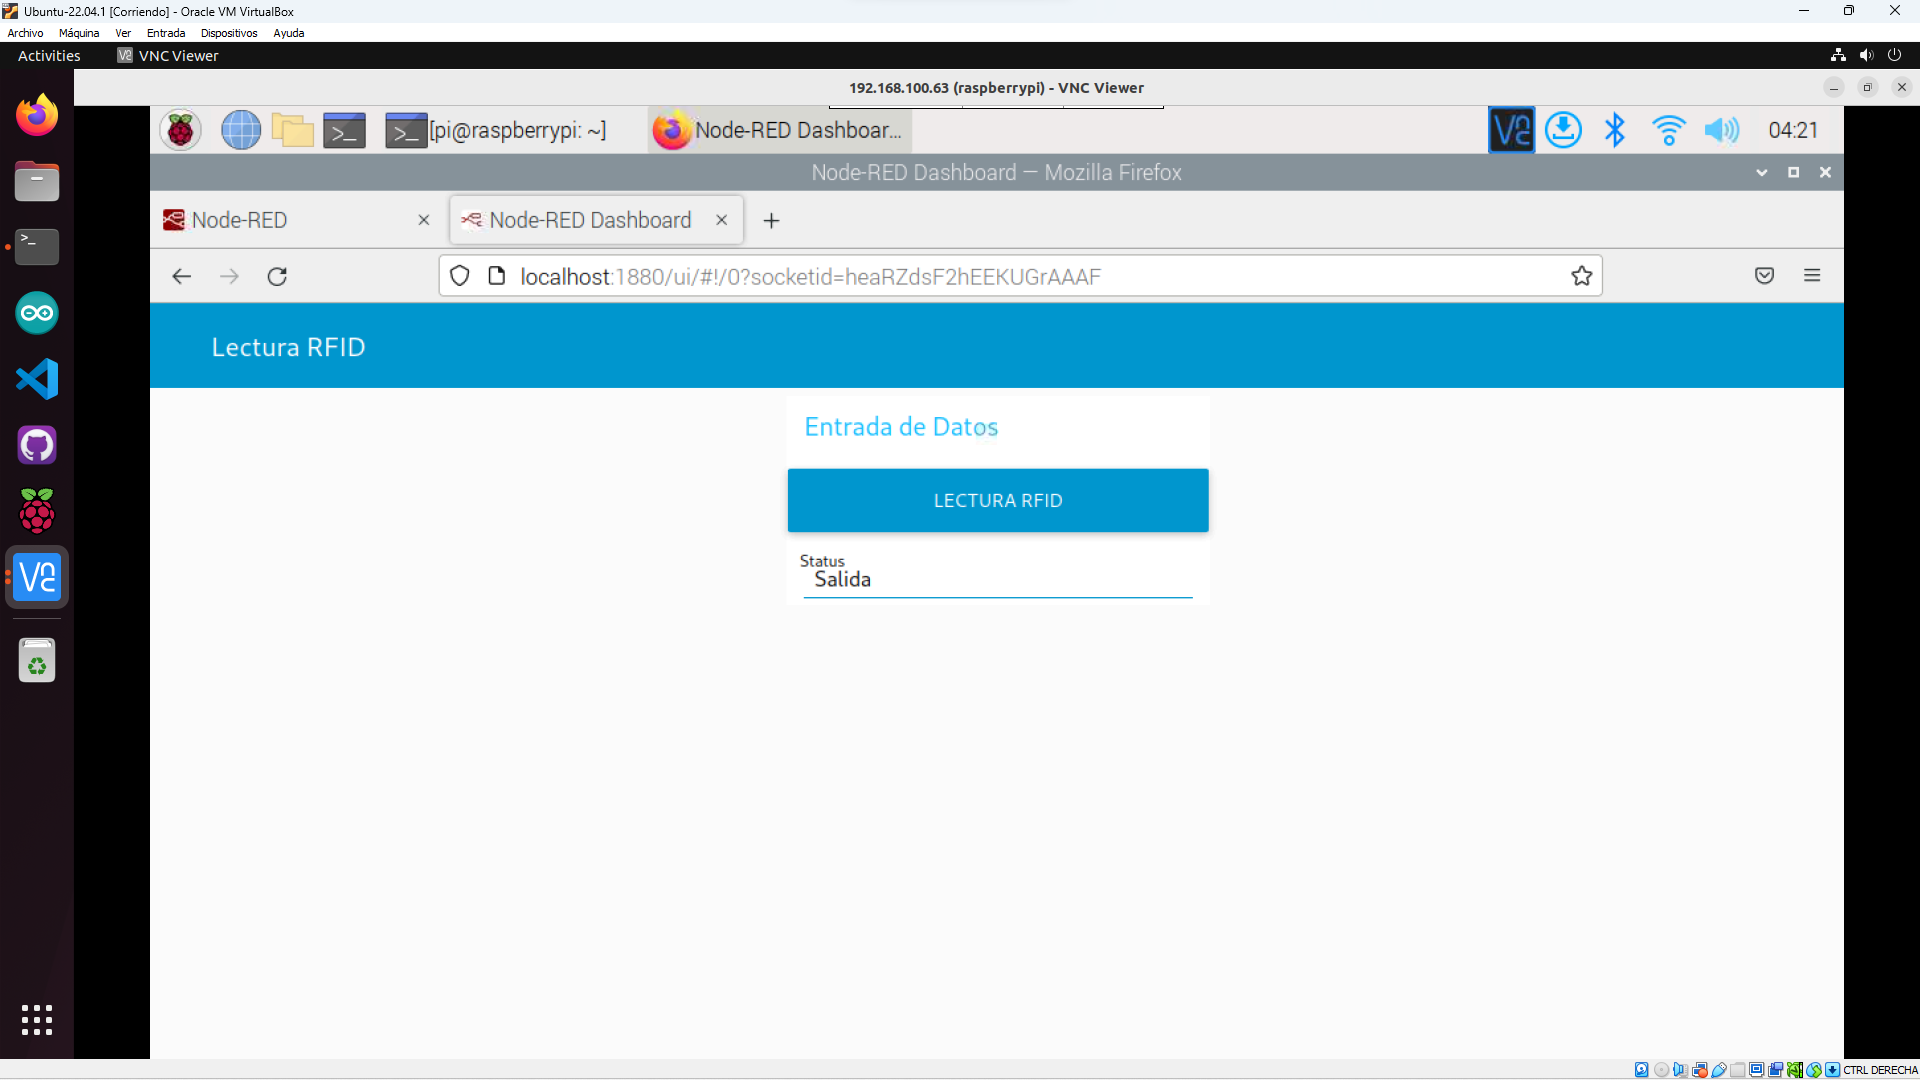 Ubuntu-22.04.1 [Corriendo] - Oracle VM VirtualBox
Archivo Máquina Ver Entrada Dispositivos Ayuda
Activities VNC Viewer
192.168.100.63 (raspberrypi) - VNC Viewer
[pi@raspberrypi: ~] Node-RED Dashboar... 04:21
Node-RED Dashboard — Mozilla Firefox
Node-RED Node-RED Dashboard
localhost:1880/ui/#!/0?socketid=heaRZdsF2hEEKUGrAAAF
Lectura RFID
Entrada de Datos
LECTURA RFID
Status
Salida
CTRL DERECHA